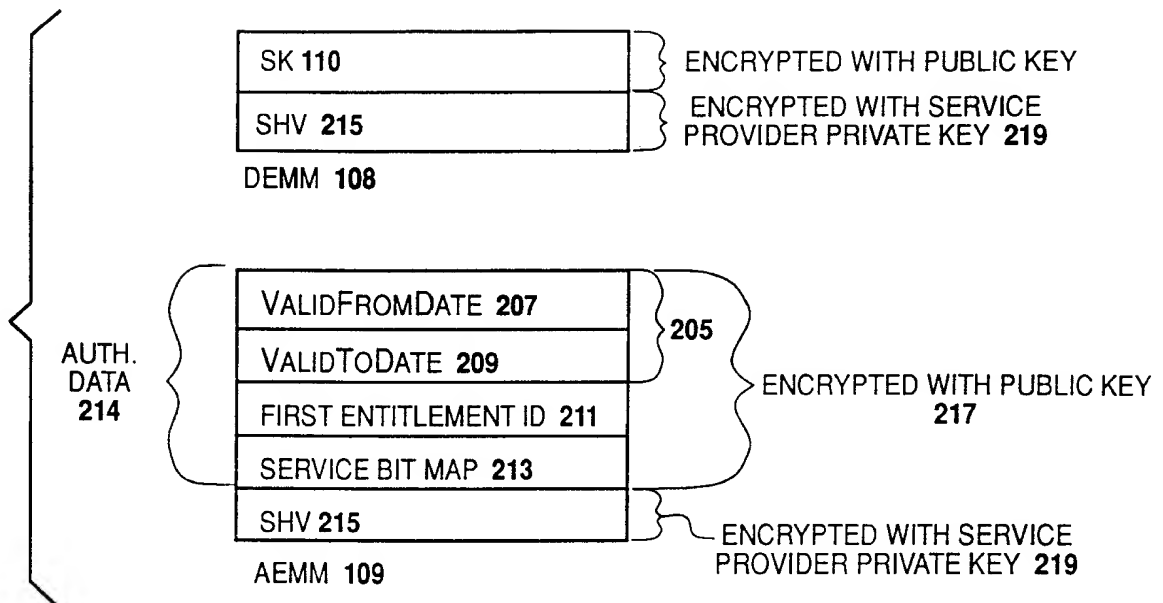 SK 110
ENCRYPTED WITH PUBLIC KEY
SHV 215
ENCRYPTED WITH SERVICE
PROVIDER PRIVATE KEY 219
DEMM 108
VALIDFROMDATE 207
VALIDTODATE 209
205
AUTH.
DATA
214
FIRST ENTITLEMENT ID 211
SERVICE BIT MAP 213
ENCRYPTED WITH PUBLIC KEY
217
SHV 215
ENCRYPTED WITH SERVICE
PROVIDER PRIVATE KEY 219
AEMM 109